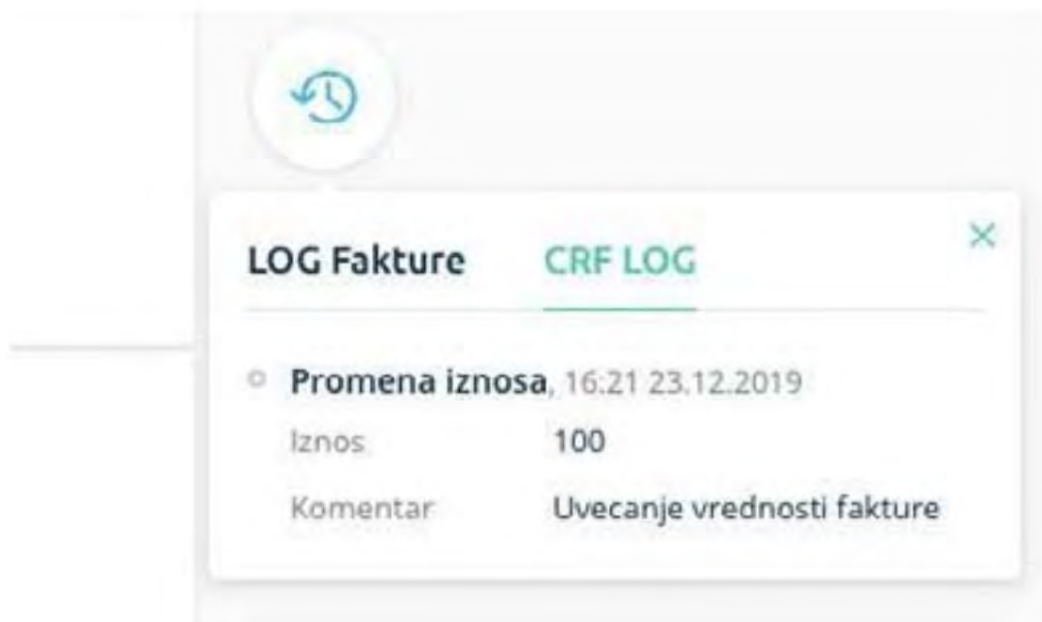 LOG Fakture CRF LOG
Promena iznosa, 16:21 23.12.2019
Iznos 100
Komentar Uvecanje vrednosti fakture